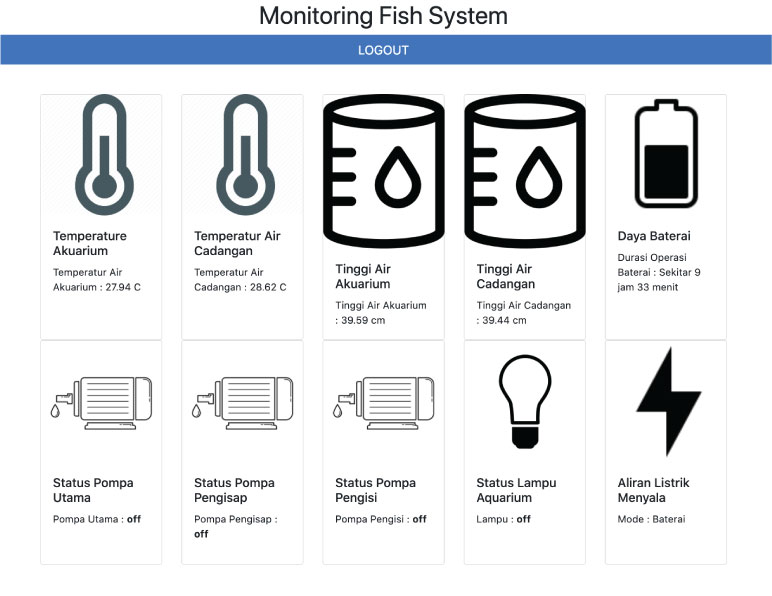 Monitoring Fish System
LOGOUT
Temperature
Akuarium
Temperatur Air
Akuarium : 27.94 C
Temperatur Air
Cadangan
Temperatur Air
Cadangan : 28.62 C
Tinggi Air
Akuarium
Tinggi Air Akuarium
: 39.59 cm
Tinggi Air
Cadangan
Tinggi Air Cadangan
: 39.44 cm
Daya Baterai
Durasi Operasi
Baterai : Sekitar 9
jam 33 menit
Status Pompa
Utama
Pompa Utama : off
Status Pompa
Pengisap
Pompa Pengisap :
off
Status Pompa
Pengisi
Pompa Pengisi : off
Status Lampu
Aquarium
Lampu : off
Aliran Listrik
Menyala
Mode : Baterai